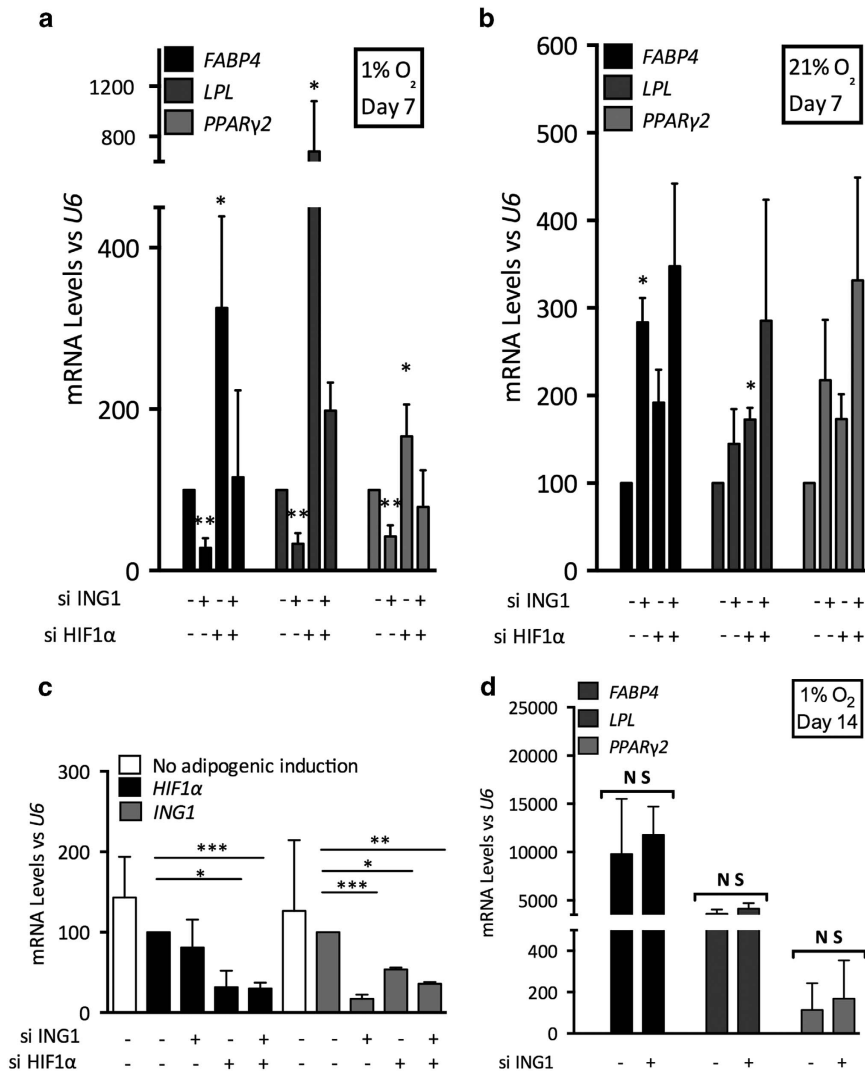 a
FABP4
LPL
PPARγ2
1% O₂
Day 7
mRNA Levels vs U6
1200
800
400
200
0
*
*
*
**
**
**
si ING1 - + - + - + - + - + - +
si HIF1α - - + + - - + + - - + +
b
FABP4
LPL
PPARγ2
21% O₂
Day 7
mRNA Levels vs U6
600
500
400
300
200
100
0
*
*
si ING1 - + - + - + - + - + - +
si HIF1α - - + + - - + + - - + +
c
No adipogenic induction
HIF1α
ING1
mRNA Levels vs U6
300
200
100
0
***
*
**
*
***
si ING1 - - + - + - - + - +
si HIF1α - - - + + - - - + +
d
FABP4
LPL
PPARγ2
1% O₂
Day 14
mRNA Levels vs U6
25000
20000
15000
10000
5000
400
200
0
NS
NS
NS
si ING1 - + - + - +